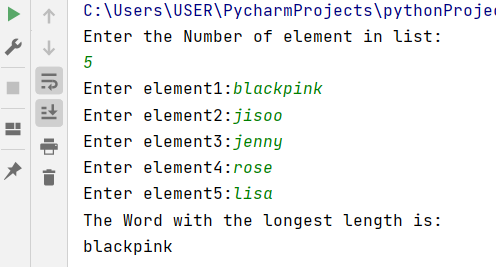 C:\Users\USER\PycharmProjects\pythonProjec
Enter the Number of element in list:
5
Enter element1:blackpink
Enter element2:jisoo
Enter element3:jenny
Enter element4:rose
Enter element5:lisa
The Word with the longest length is:
blackpink